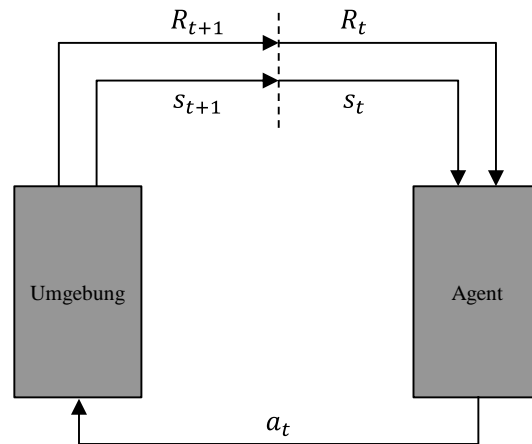 R_{t+1} R_t
s_{t+1} s_t
Umgebung Agent
a_t